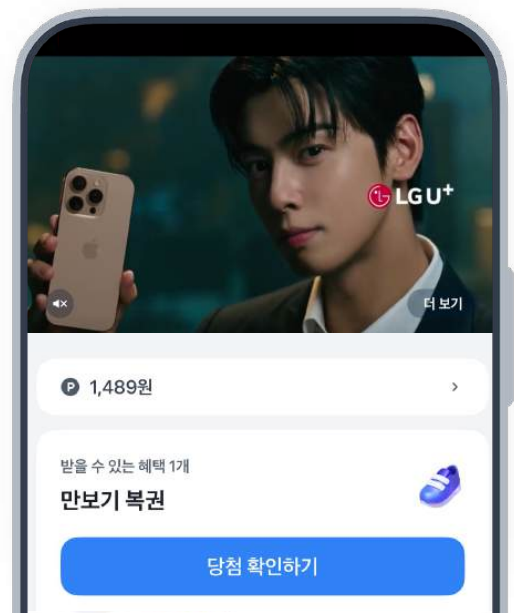 LG U+
더 보기
P 1,489원 >
받을 수 있는 혜택 1개
만보기 복권
당첨 확인하기